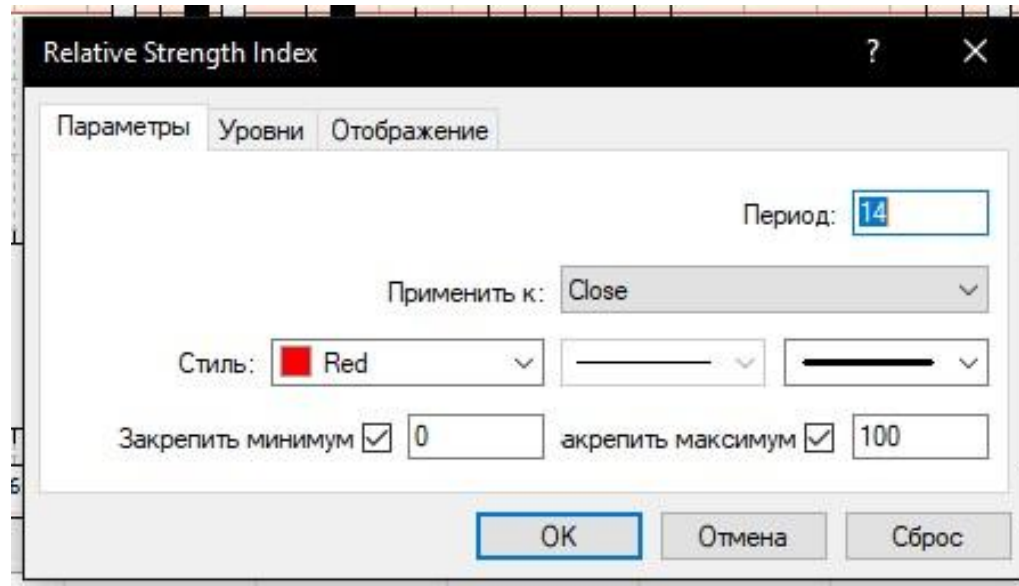 Relative Strength Index ?
Параметры Уровни Отображение
Период: 14
Применить к: Close
Стиль: Red
Закрепить минимум 0 акрепить максимум 100
OK Отмена Сброс
6